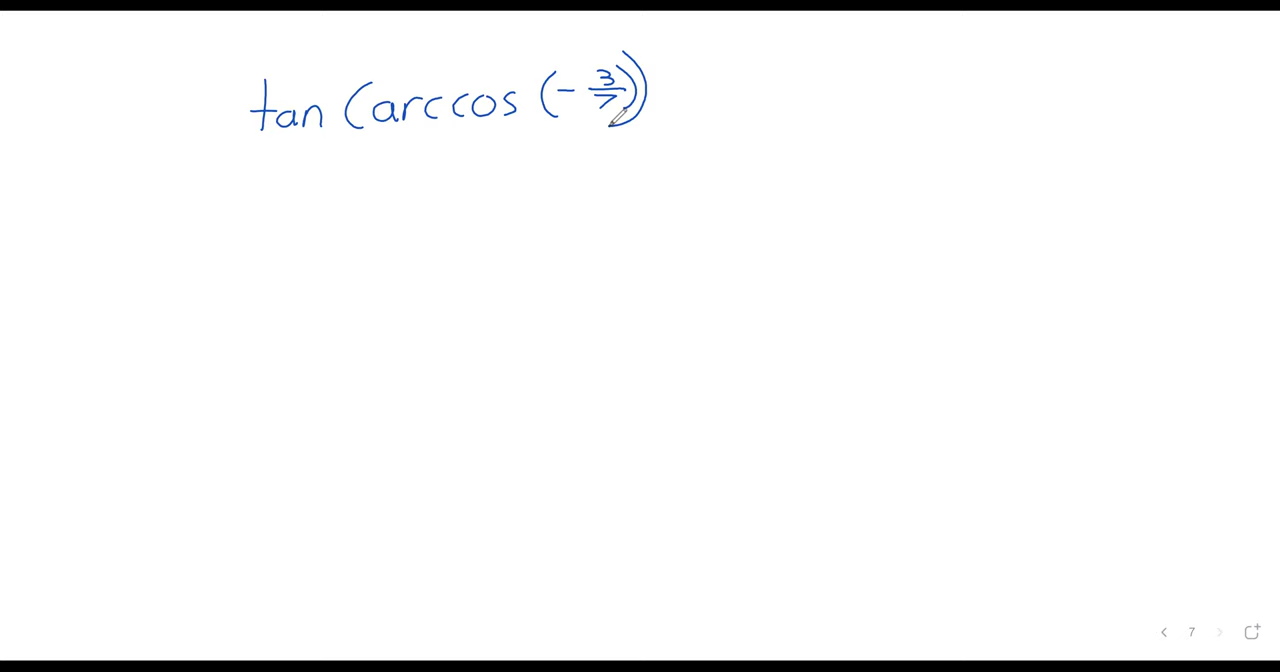 tan (arccos (- 3/7))
< 7 >